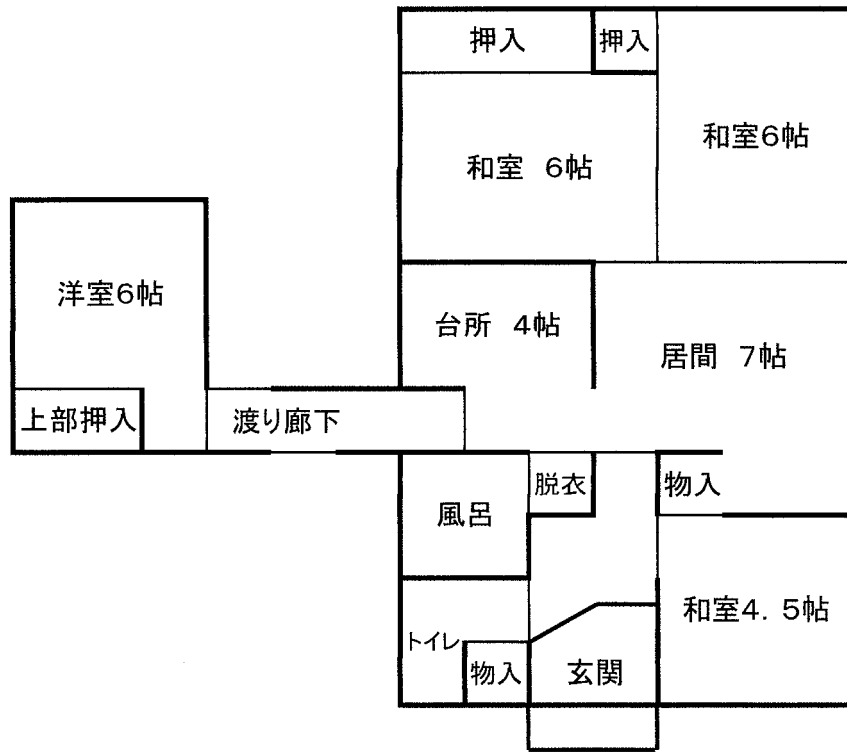 押入
押入
和室6帖
和室 6帖
洋室6帖
台所 4帖
居間 7帖
上部押入
渡り廊下
脱衣
物入
風呂
和室4.5帖
トイレ
物入
玄関